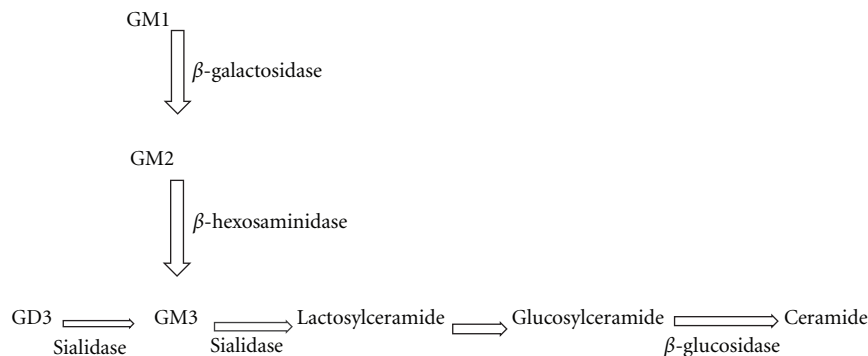 GM1
β-galactosidase
GM2
β-hexosaminidase
GD3 GM3 Lactosylceramide Glucosylceramide Ceramide
Sialidase Sialidase β-glucosidase